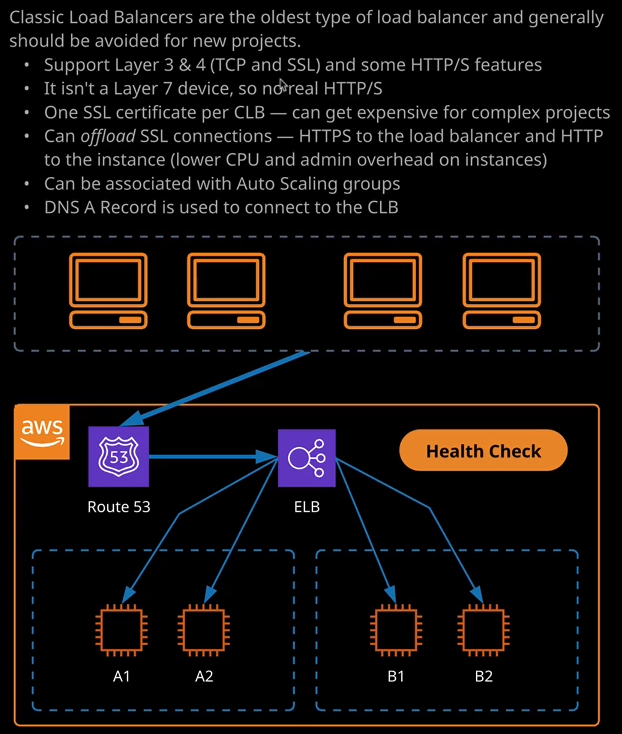 Classic Load Balancers are the oldest type of load balancer and generally
should be avoided for new projects.
• Support Layer 3 & 4 (TCP and SSL) and some HTTP/S features
• It isn't a Layer 7 device, so no real HTTP/S
• One SSL certificate per CLB — can get expensive for complex projects
• Can offload SSL connections — HTTPS to the load balancer and HTTP
to the instance (lower CPU and admin overhead on instances)
• Can be associated with Auto Scaling groups
• DNS A Record is used to connect to the CLB
aws
53
Health Check
Route 53
ELB
A1
A2
B1
B2